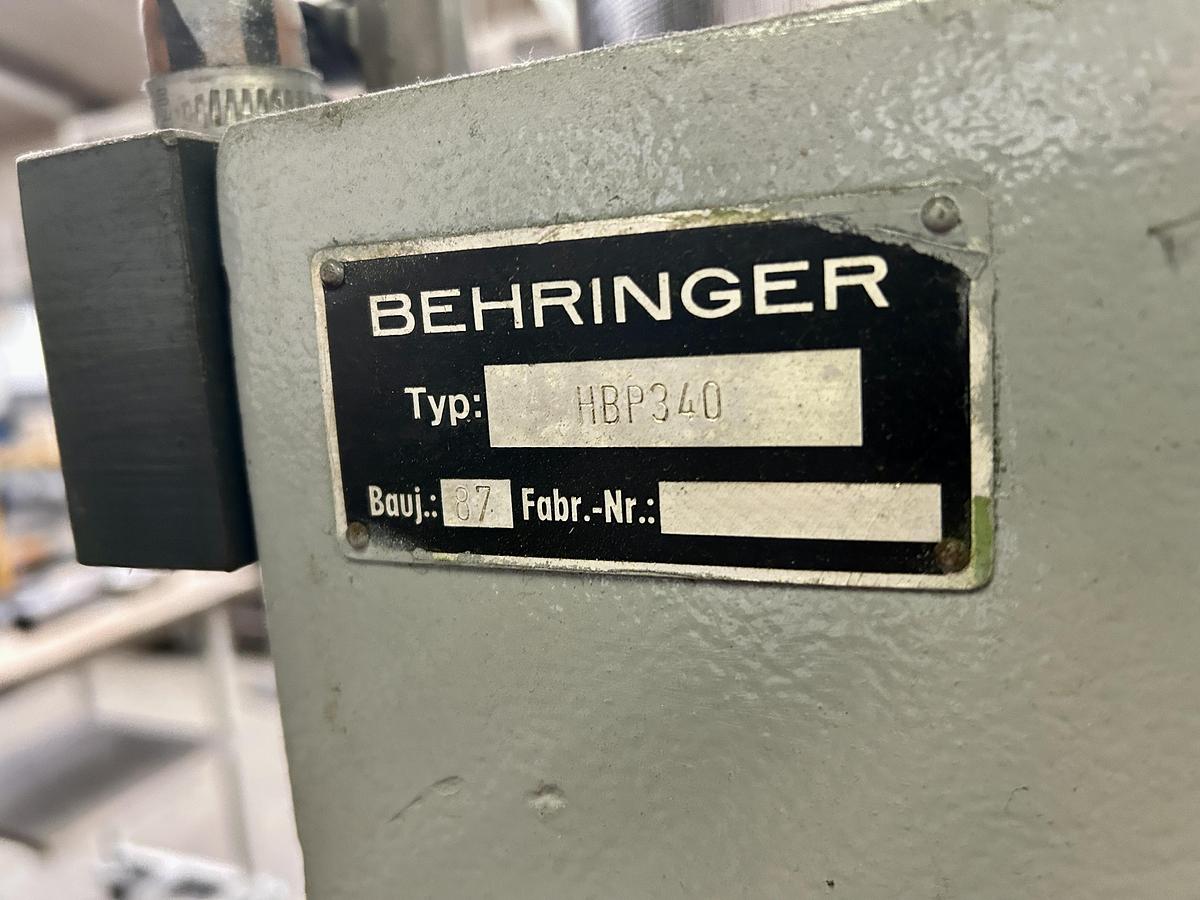 BEHRINGER
Typ: HBP340
Bauj.: 87 Fabr.-Nr.: